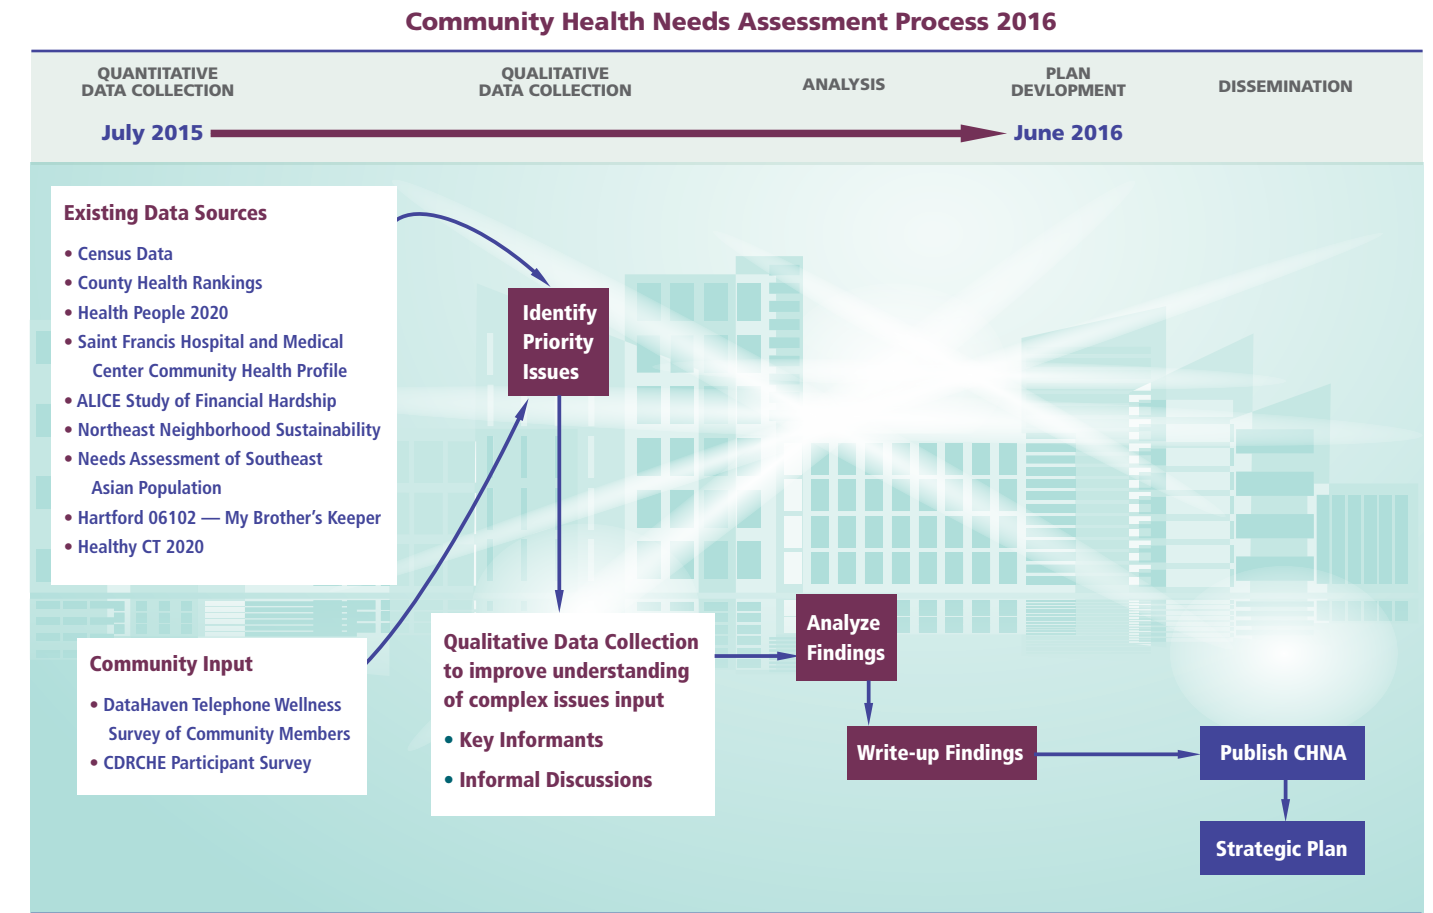 Community Health Needs Assessment Process 2016
QUANTITATIVE
DATA COLLECTION
QUALITATIVE
DATA COLLECTION
ANALYSIS
PLAN
DEVLOPMENT
DISSEMINATION
July 2015
June 2016
Existing Data Sources
• Census Data
• County Health Rankings
• Health People 2020
• Saint Francis Hospital and Medical
Center Community Health Profile
• ALICE Study of Financial Hardship
• Northeast Neighborhood Sustainability
• Needs Assessment of Southeast
Asian Population
• Hartford 06102 — My Brother’s Keeper
• Healthy CT 2020
Community Input
• DataHaven Telephone Wellness
Survey of Community Members
• CDRCHE Participant Survey
Identify
Priority
Issues
Qualitative Data Collection
to improve understanding
of complex issues input
• Key Informants
• Informal Discussions
Analyze
Findings
Write-up Findings
Publish CHNA
Strategic Plan